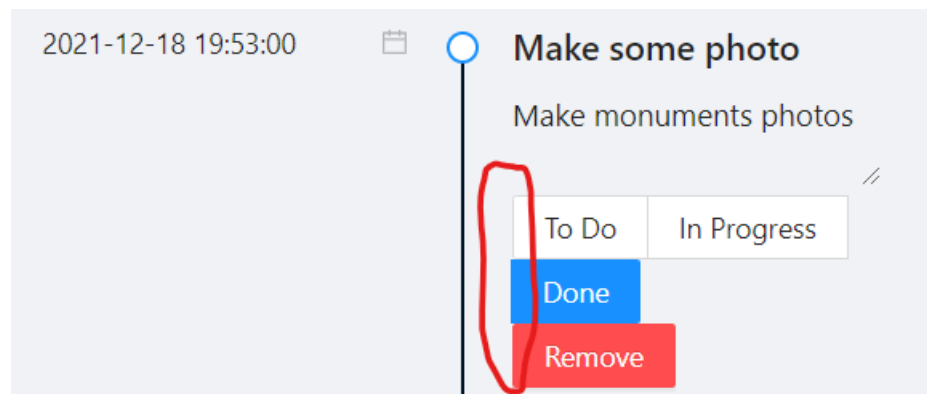 2021-12-18 19:53:00
Make some photo
Make monuments photos
To Do In Progress
Done
Remove